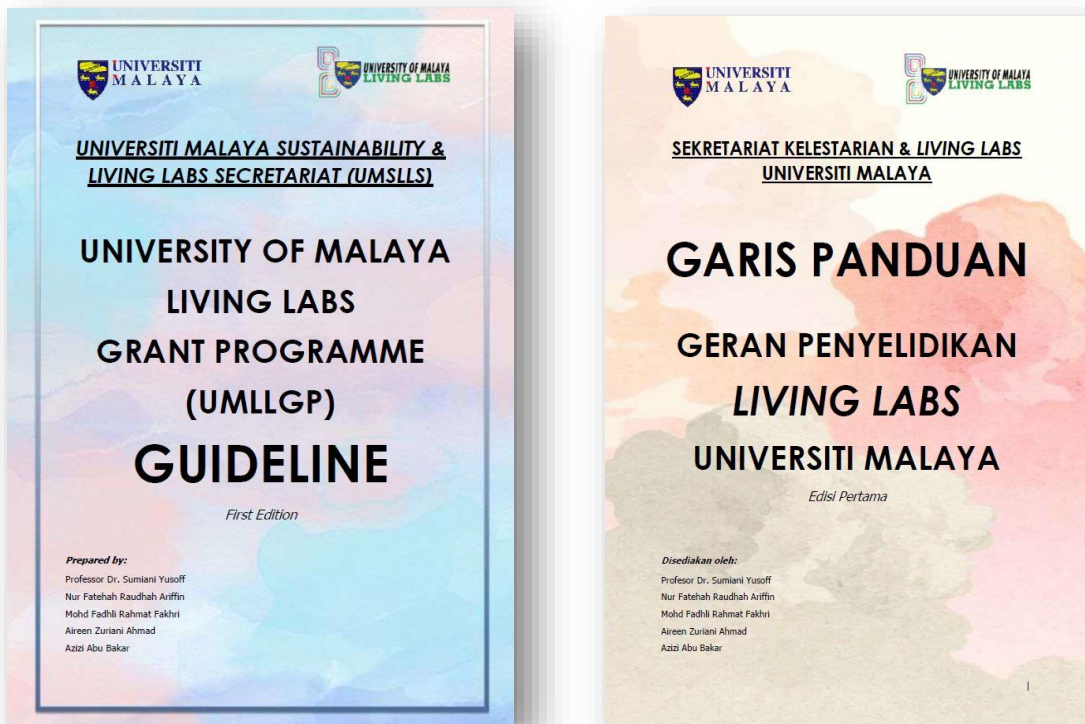 UNIVERSITI
MALAYA
UNIVERSITY OF MALAYA
LIVING LABS
UNIVERSITI MALAYA SUSTAINABILITY &
LIVING LABS SECRETARIAT (UMSLLS)
UNIVERSITY OF MALAYA
LIVING LABS
GRANT PROGRAMME
(UMLLGP)
GUIDELINE
First Edition
Prepared by:
Professor Dr. Sumiani Yusoff
Nur Fatehah Raudhah Ariffin
Mohd Fadhli Rahmat Fakhri
Aireen Zuriani Ahmad
Azizi Abu Bakar
UNIVERSITI
MALAYA
UNIVERSITY OF MALAYA
LIVING LABS
SEKRETARIAT KELESTARIAN & LIVING LABS
UNIVERSITI MALAYA
GARIS PANDUAN
GERAN PENYELIDIKAN
LIVING LABS
UNIVERSITI MALAYA
Edisi Pertama
Disediakan oleh:
Profesor Dr. Sumiani Yusoff
Nur Fatehah Raudhah Ariffin
Mohd Fadhli Rahmat Fakhri
Aireen Zuriani Ahmad
Azizi Abu Bakar
I